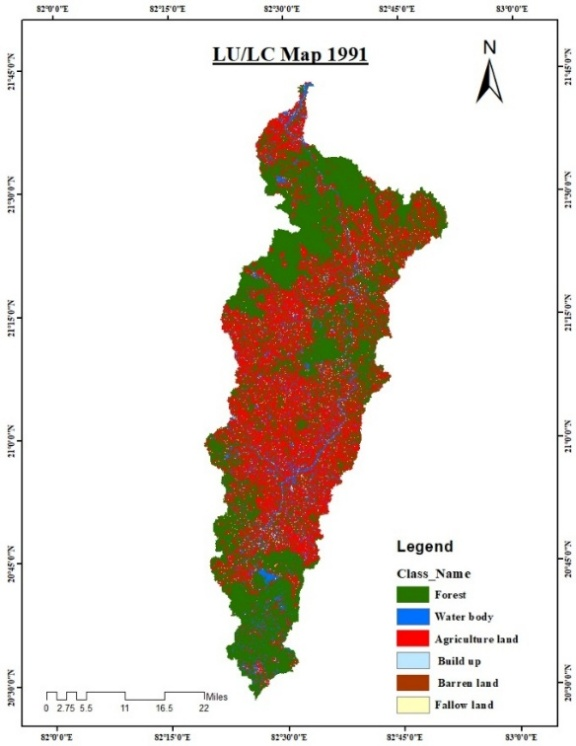 82°0'0"E 82°15'0"E 82°30'0"E 82°45'0"E 83°0'0"E
LU/LC Map 1991
N
21°45'0"N 21°45'0"N
21°30'0"N 21°30'0"N
21°15'0"N 21°15'0"N
21°0'0"N 21°0'0"N
20°45'0"N 20°45'0"N
20°30'0"N 20°30'0"N
Legend
Class_Name
Forest
Water body
Agriculture land
Build up
Barren land
Fallow land
Miles
0 2.75 5.5 11 16.5 22
82°0'0"E 82°15'0"E 82°30'0"E 82°45'0"E 83°0'0"E